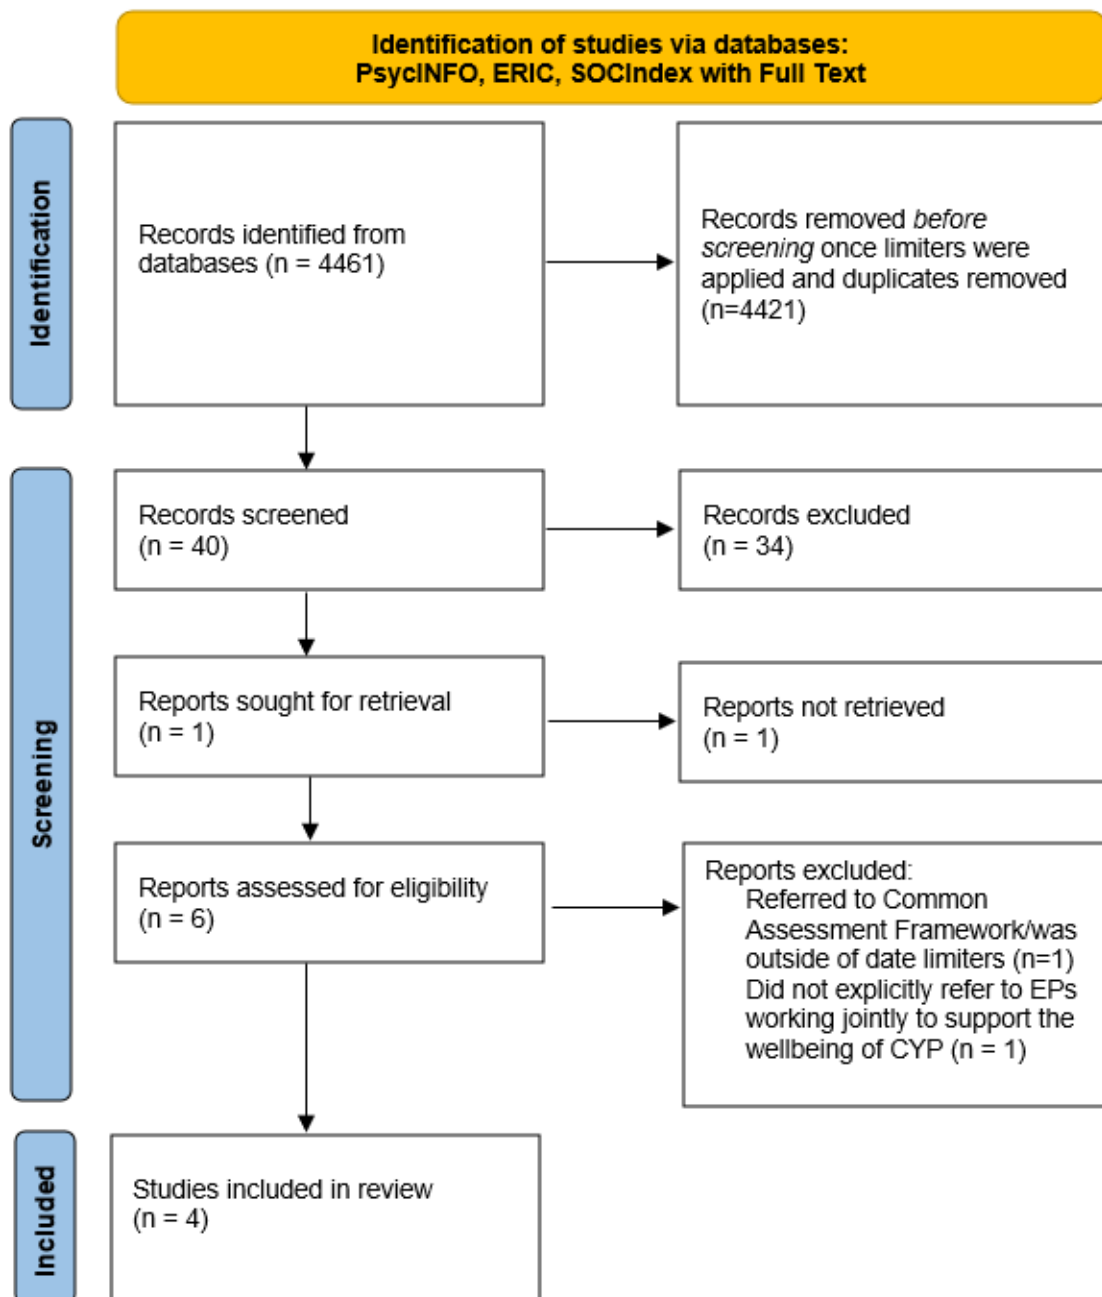 Identification of studies via databases:
PsycINFO, ERIC, SOCIndex with Full Text
Identification
Records identified from
databases (n = 4461)
Records removed before
screening once limiters were
applied and duplicates removed
(n=4421)
Screening
Records screened
(n = 40)
Records excluded
(n = 34)
Reports sought for retrieval
(n = 1)
Reports not retrieved
(n = 1)
Reports assessed for eligibility
(n = 6)
Reports excluded:
Referred to Common
Assessment Framework/was
outside of date limiters (n=1)
Did not explicitly refer to EPs
working jointly to support the
wellbeing of CYP (n = 1)
Included
Studies included in review
(n = 4)